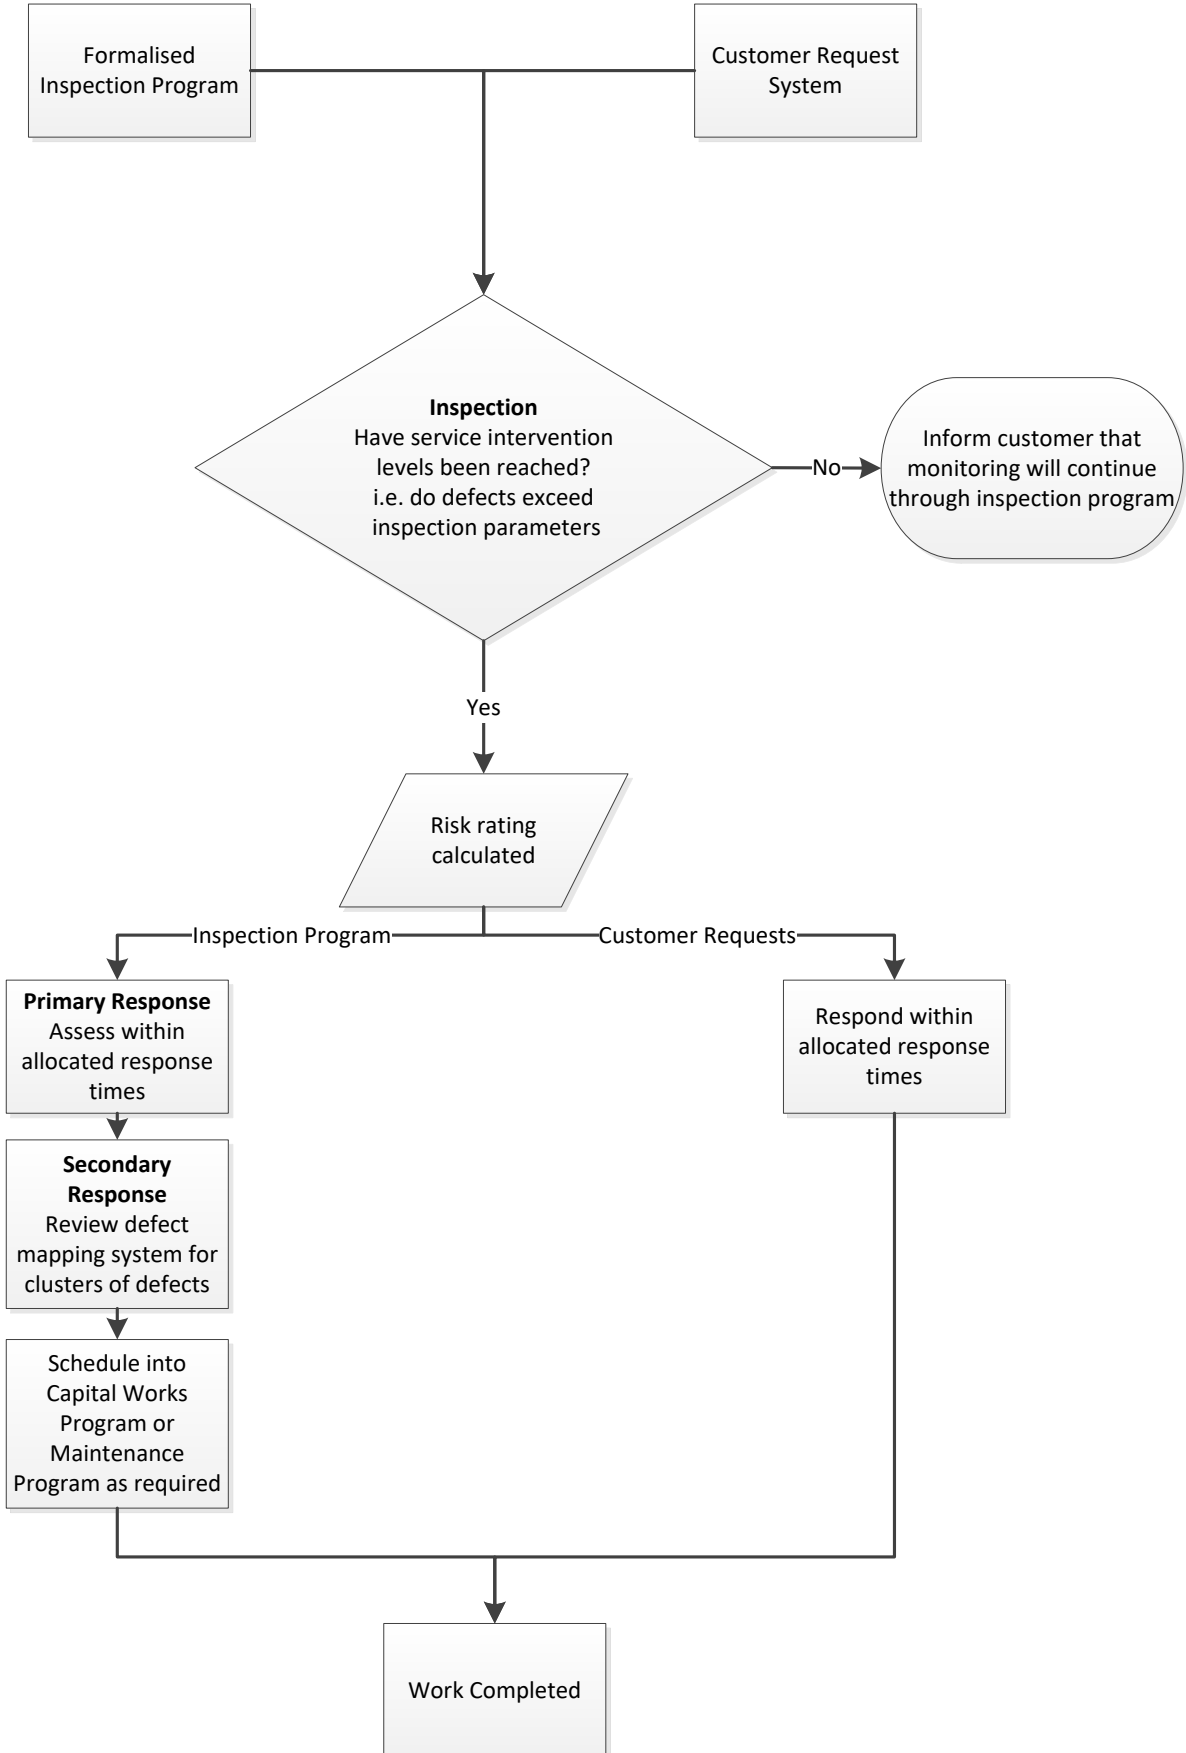 Formalised
Inspection Program
Customer Request
System
Inspection
Have service intervention
levels been reached?
i.e. do defects exceed
inspection parameters
No
Inform customer that
monitoring will continue
through inspection program
Yes
Risk rating
calculated
Inspection Program
Customer Requests
Primary Response
Assess within
allocated response
times
Respond within
allocated response
times
Secondary
Response
Review defect
mapping system for
clusters of defects
Schedule into
Capital Works
Program or
Maintenance
Program as required
Work Completed